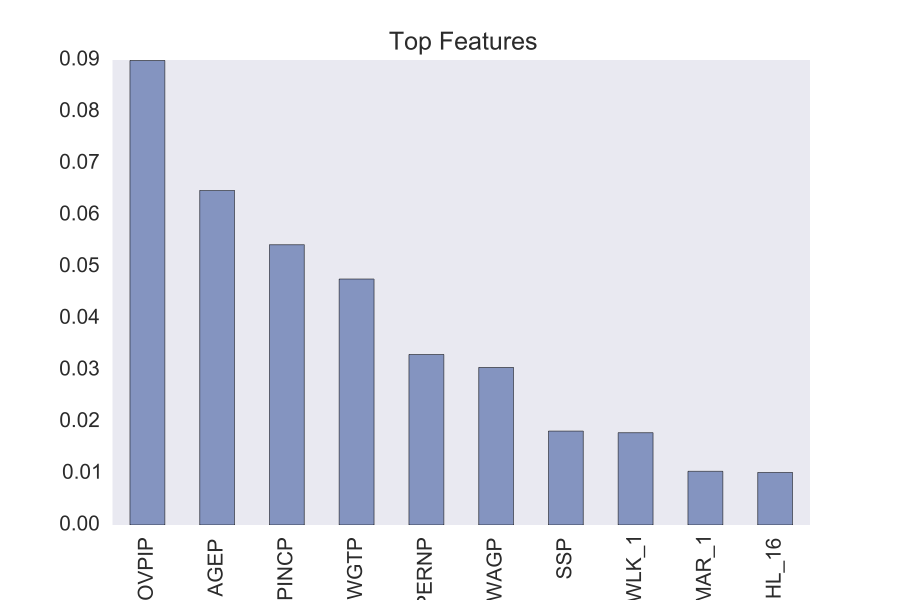 Top Features
0.09
0.08
0.07
0.06
0.05
0.04
0.03
0.02
0.01
0.00
OVPIP
AGEP
PINCP
WGTP
PERNP
WAGP
SSP
WLK_1
MAR_1
HL_16